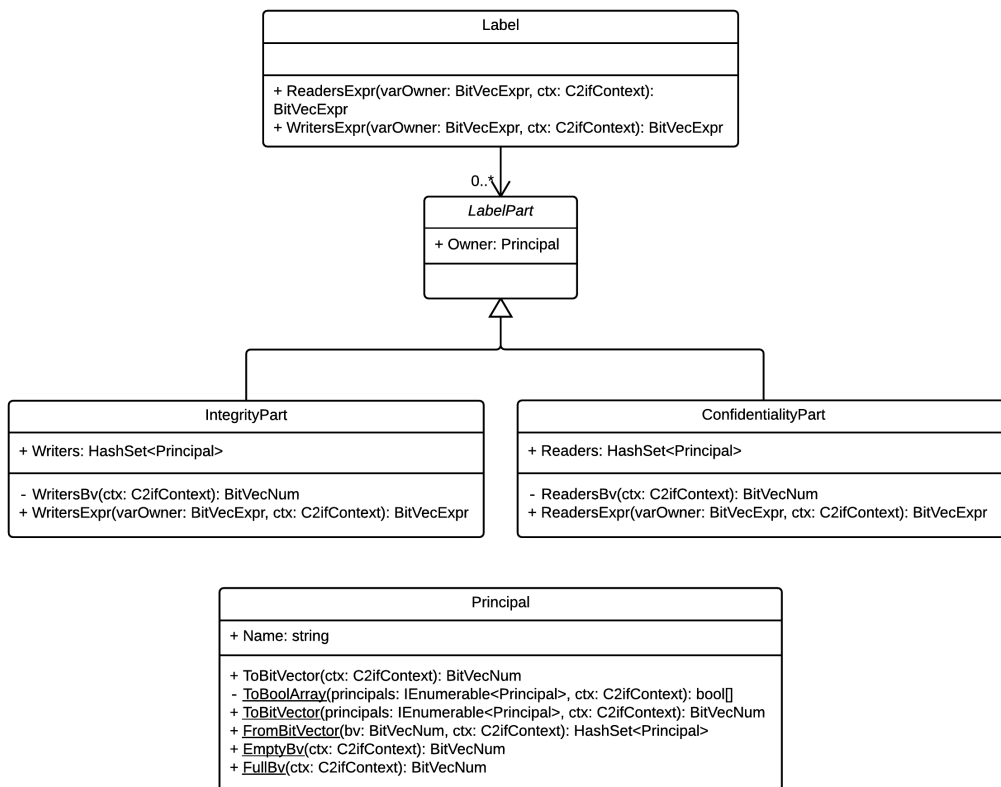 Label
+ ReadersExpr(varOwner: BitVecExpr, ctx: C2ifContext):
BitVecExpr
+ WritersExpr(varOwner: BitVecExpr, ctx: C2ifContext): BitVecExpr
0..*
LabelPart
+ Owner: Principal
IntegrityPart
+ Writers: HashSet<Principal>
- WritersBv(ctx: C2ifContext): BitVecNum
+ WritersExpr(varOwner: BitVecExpr, ctx: C2ifContext): BitVecExpr
ConfidentialityPart
+ Readers: HashSet<Principal>
- ReadersBv(ctx: C2ifContext): BitVecNum
+ ReadersExpr(varOwner: BitVecExpr, ctx: C2ifContext): BitVecExpr
Principal
+ Name: string
+ ToBitVector(ctx: C2ifContext): BitVecNum
- ToBoolArray(principals: IEnumerable<Principal>, ctx: C2ifContext): bool[]
+ ToBitVector(principals: IEnumerable<Principal>, ctx: C2ifContext): BitVecNum
+ FromBitVector(bv: BitVecNum, ctx: C2ifContext): HashSet<Principal>
+ EmptyBv(ctx: C2ifContext): BitVecNum
+ FullBv(ctx: C2ifContext): BitVecNum